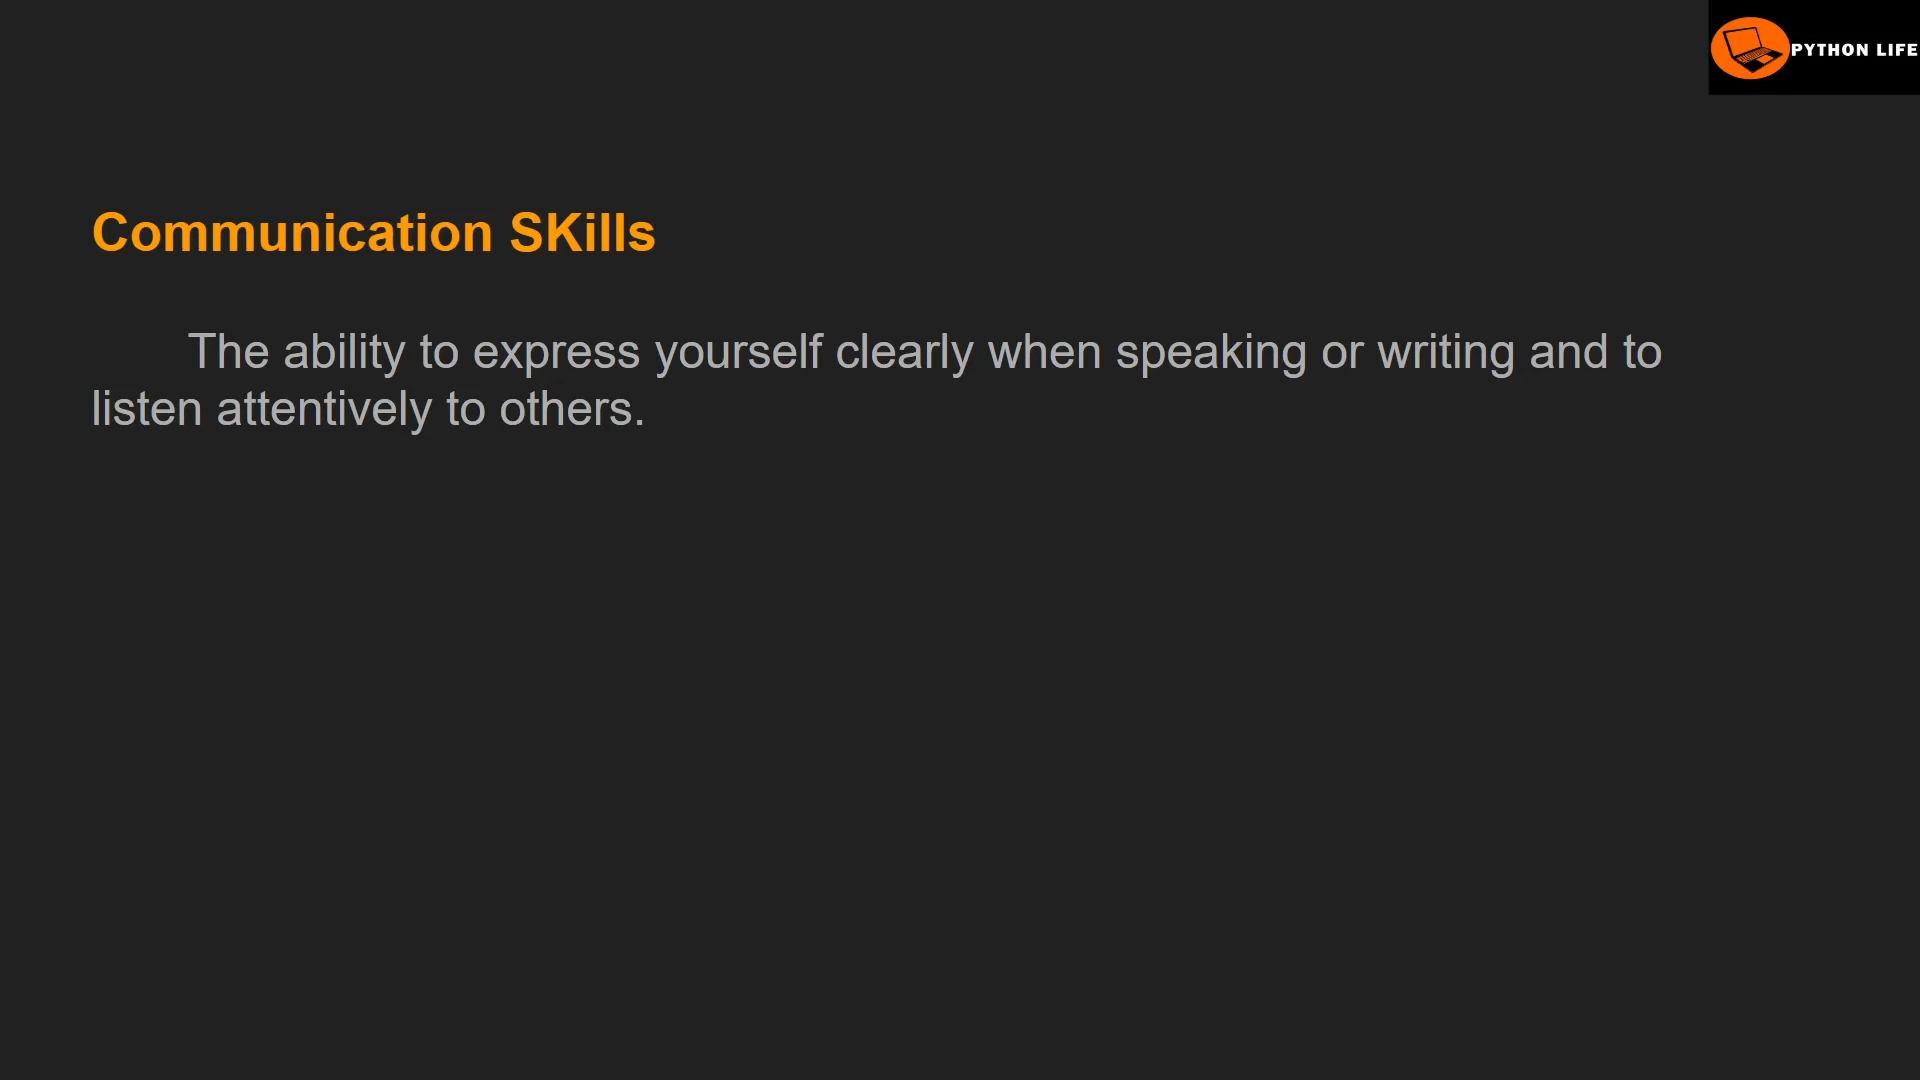 PYTHON LIFE
Communication SKills
The ability to express yourself clearly when speaking or writing and to
listen attentively to others.